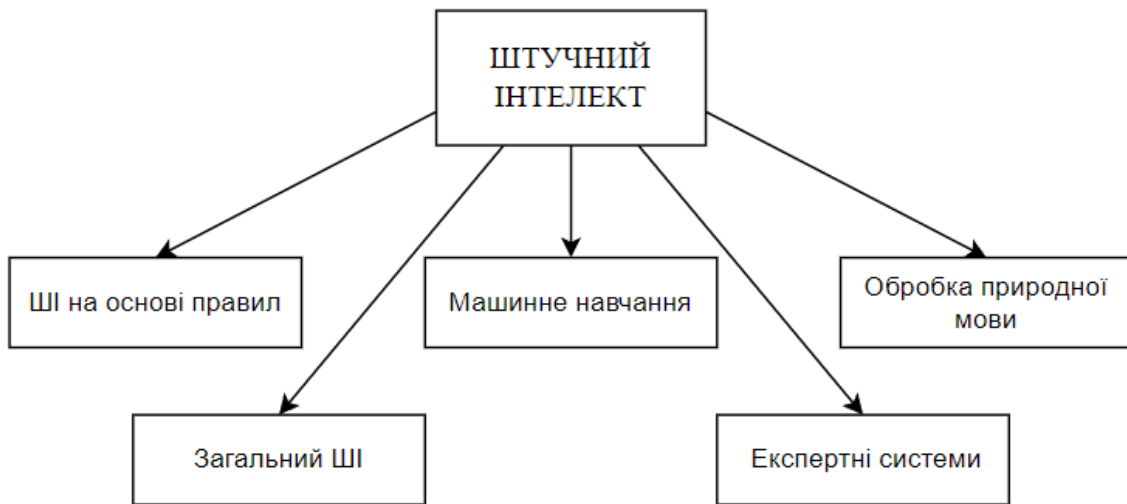 ШТУЧНИЙ
ІНТЕЛЕКТ
ШІ на основі правил
Машинне навчання
Обробка природної
мови
Загальний ШІ
Експертні системи